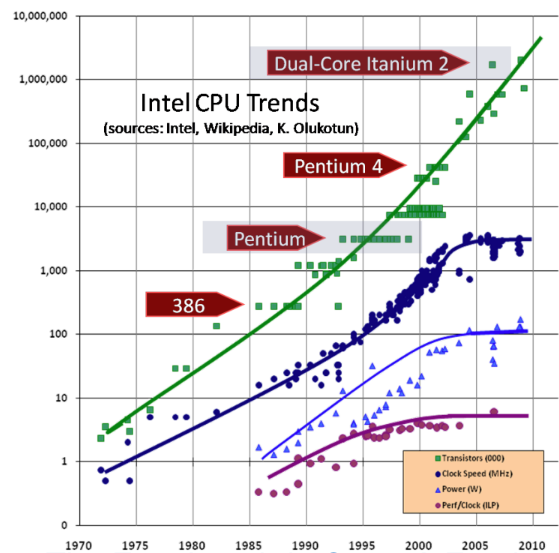 10,000,000
1,000,000
100,000
10,000
1,000
100
10
1
0
Intel CPU Trends
(sources: Intel, Wikipedia, K. Olukotun)
Dual-Core Itanium 2
Pentium 4
Pentium
386
Transistors (000)
Clock Speed (MHz)
Power (W)
Perf/Clock (ILP)
1970 1975 1980 1985 1990 1995 2000 2005 2010